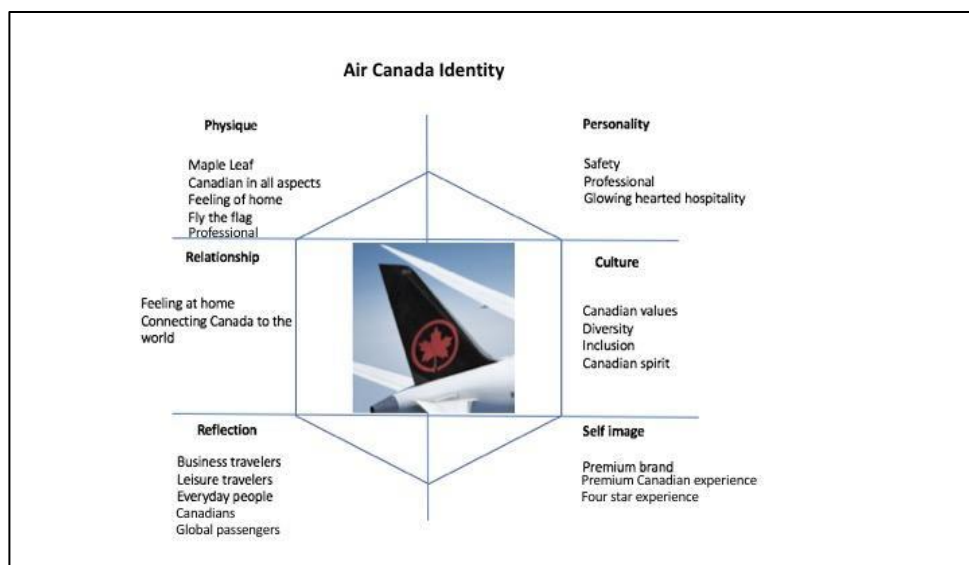 Air Canada Identity
Physique
Maple Leaf
Canadian in all aspects
Feeling of home
Fly the flag
Professional
Personality
Safety
Professional
Glowing hearted hospitality
Relationship
Feeling at home
Connecting Canada to the
world
Culture
Canadian values
Diversity
Inclusion
Canadian spirit
Reflection
Business travelers
Leisure travelers
Everyday people
Canadians
Global passengers
Self image
Premium brand
Premium Canadian experience
Four star experience